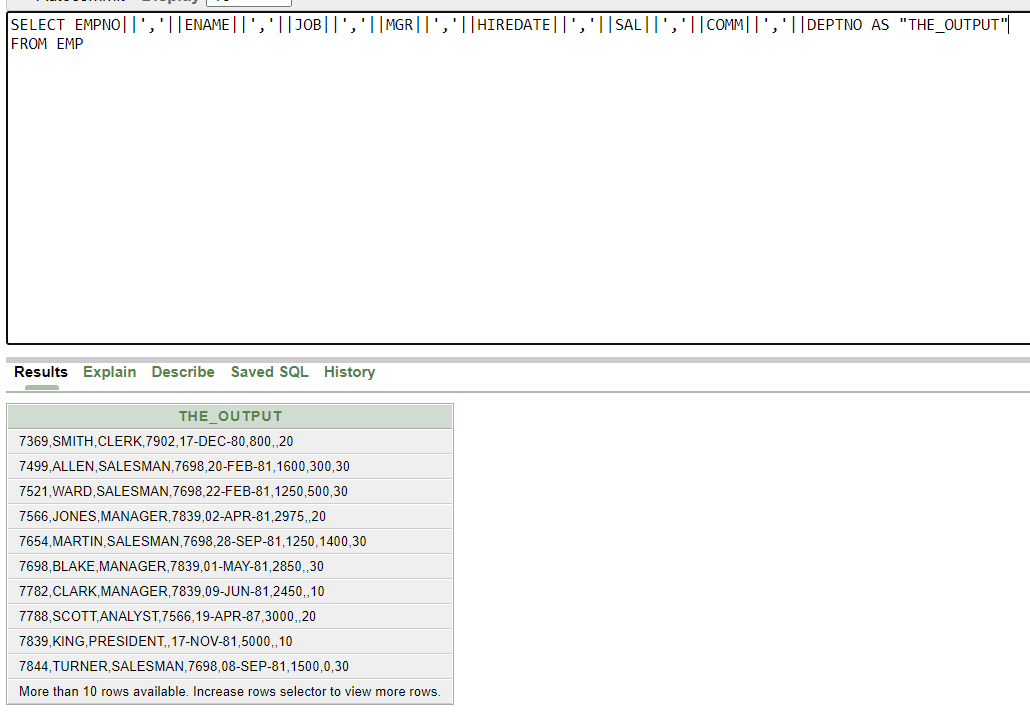 SELECT EMPNO||','||ENAME||','||JOB||','||MGR||','||HIREDATE||','||SAL||','||COMM||','||DEPTNO AS "THE_OUTPUT"
FROM EMP
Results Explain Describe Saved SQL History
THE_OUTPUT
7369,SMITH,CLERK,7902,17-DEC-80,800,,20
7499,ALLEN,SALESMAN,7698,20-FEB-81,1600,300,30
7521,WARD,SALESMAN,7698,22-FEB-81,1250,500,30
7566,JONES,MANAGER,7839,02-APR-81,2975,,20
7654,MARTIN,SALESMAN,7698,28-SEP-81,1250,1400,30
7698,BLAKE,MANAGER,7839,01-MAY-81,2850,,30
7782,CLARK,MANAGER,7839,09-JUN-81,2450,,10
7788,SCOTT,ANALYST,7566,19-APR-87,3000,,20
7839,KING,PRESIDENT,,17-NOV-81,5000,,10
7844,TURNER,SALESMAN,7698,08-SEP-81,1500,0,30
More than 10 rows available. Increase rows selector to view more rows.